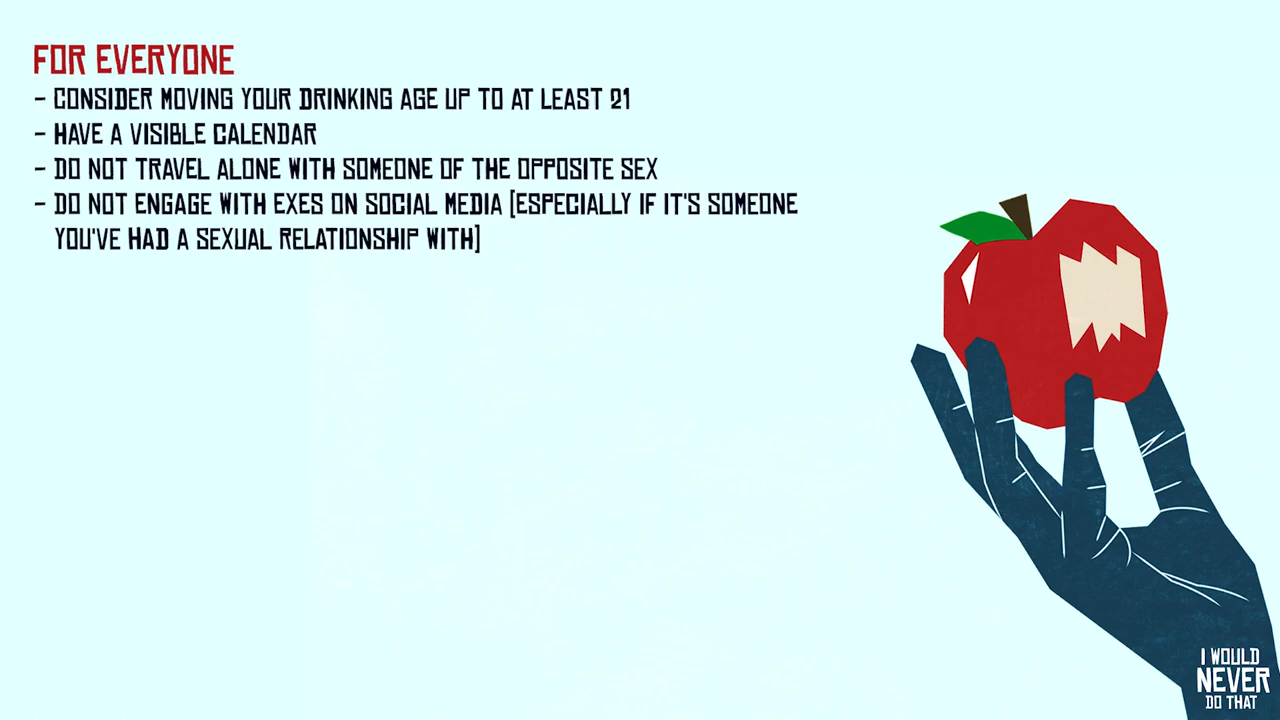 FOR EVERYONE
- CONSIDER MOVING YOUR DRINKING AGE UP TO AT LEAST 21
- HAVE A VISIBLE CALENDAR
- DO NOT TRAVEL ALONE WITH SOMEONE OF THE OPPOSITE SEX
- DO NOT ENGAGE WITH EXES ON SOCIAL MEDIA [ESPECIALLY IF IT'S SOMEONE
YOU'VE HAD A SEXUAL RELATIONSHIP WITH]
I WOULD
NEVER
DO THAT